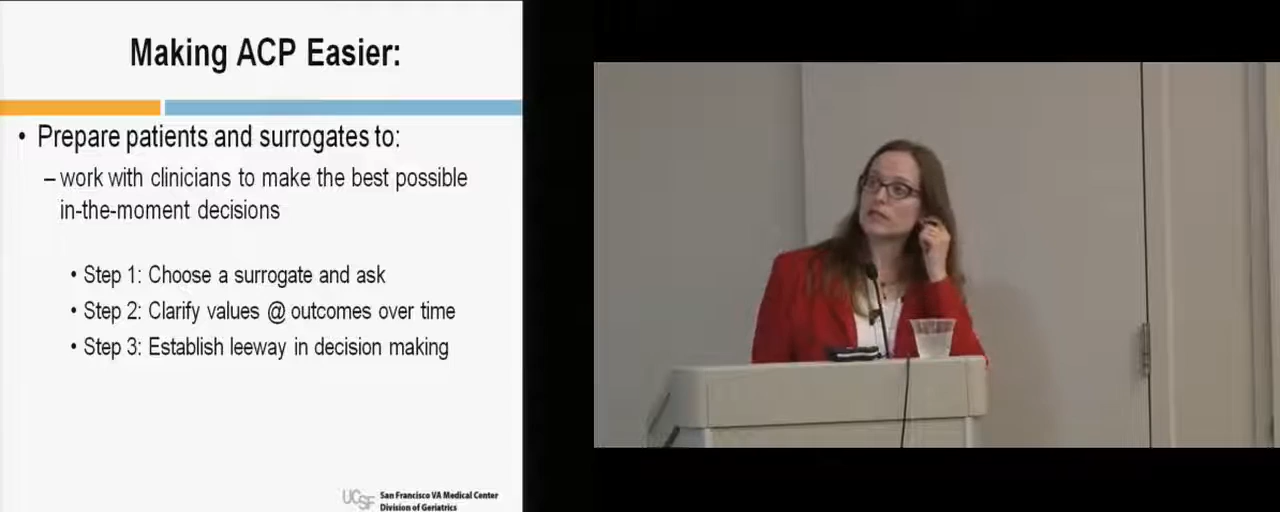 Making ACP Easier:
• Prepare patients and surrogates to:
– work with clinicians to make the best possible
in-the-moment decisions
• Step 1: Choose a surrogate and ask
• Step 2: Clarify values @ outcomes over time
• Step 3: Establish leeway in decision making
UCSF San Francisco VA Medical Center
Division of Geriatrics